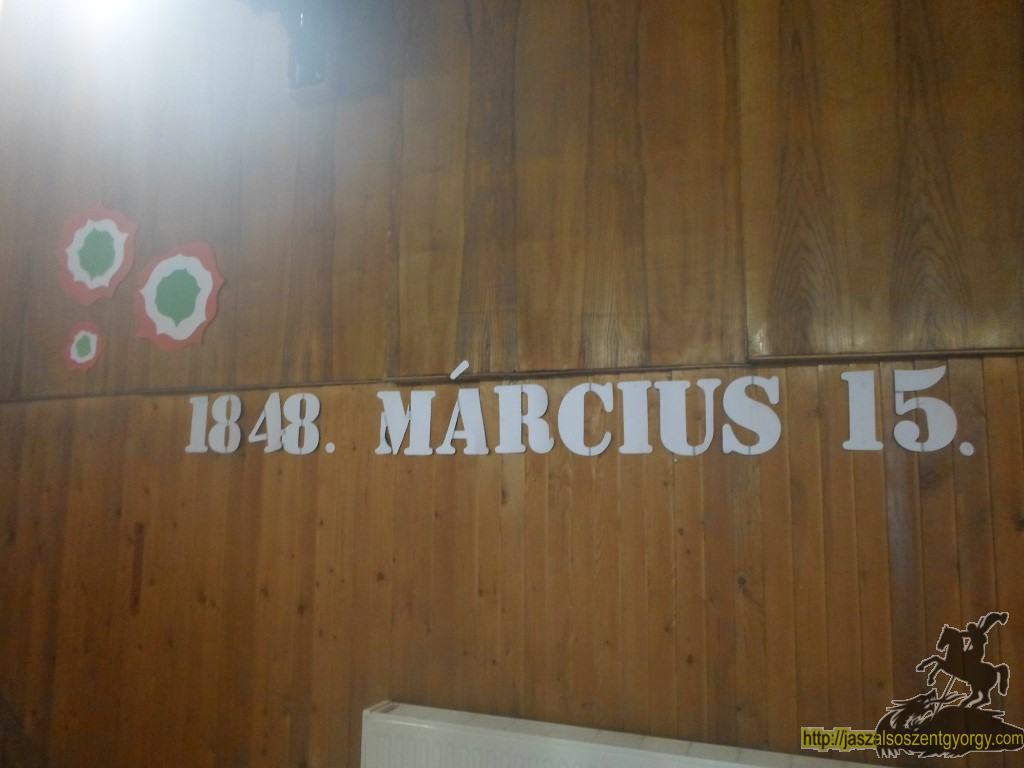 1848. MÁRCIUS 15.
http://jaszalsoszentgyorgy.com